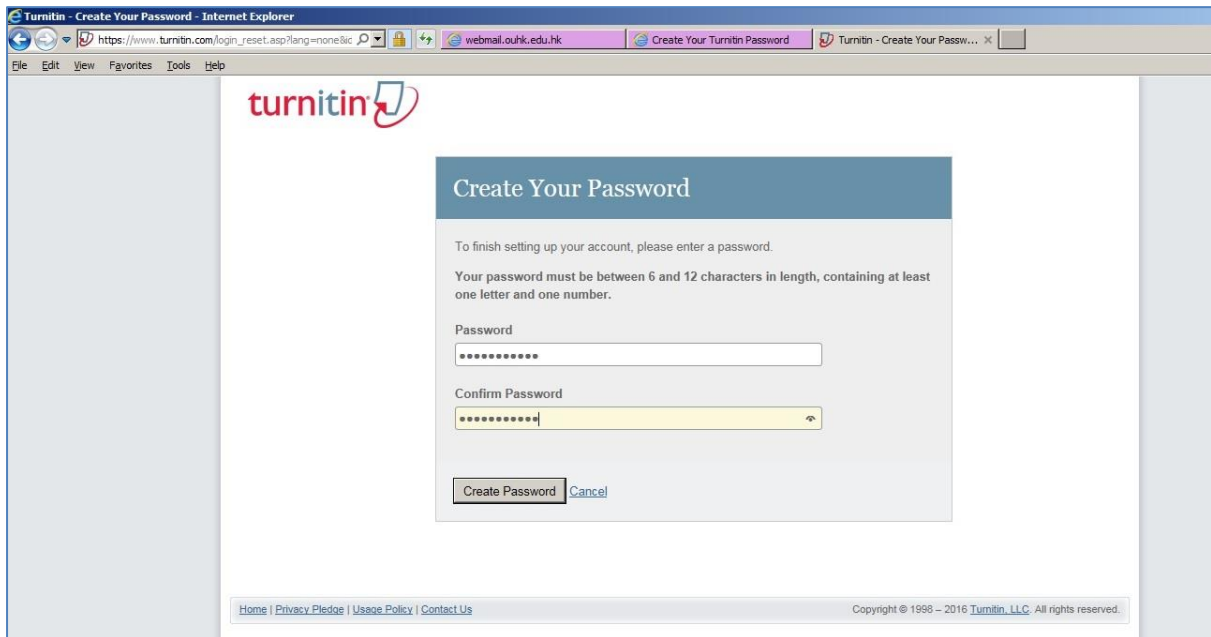 Turnitin - Create Your Password - Internet Explorer
https://www.turnitin.com/login_reset.asp?lang=none&ic
webmail.ouhk.edu.hk
Create Your Turnitin Password
Turnitin - Create Your Passw...
File Edit View Favorites Tools Help
turnitin
Create Your Password
To finish setting up your account, please enter a password.
Your password must be between 6 and 12 characters in length, containing at least
one letter and one number.
Password
•••••••••••
Confirm Password
•••••••••••
Create Password Cancel
Home | Privacy Pledge | Usage Policy | Contact Us
Copyright © 1998 – 2016 Turnitin, LLC. All rights reserved.